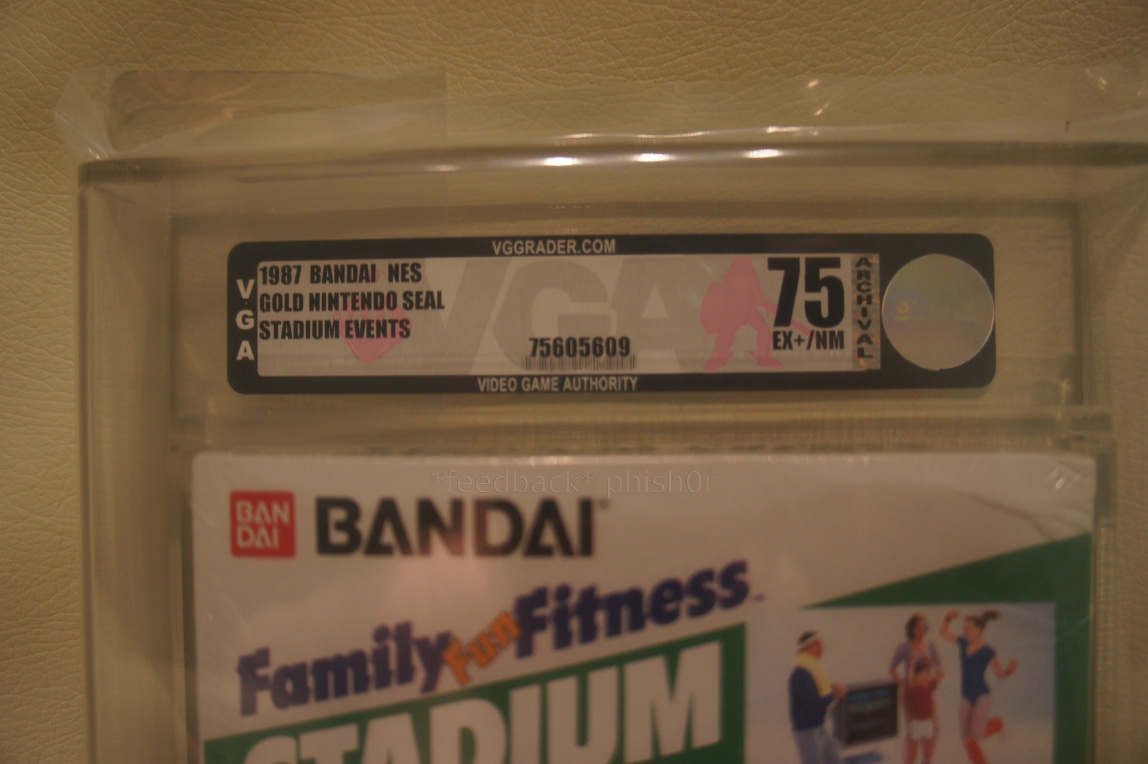 VGGRADER.COM
VGA
1987 BANDAI NES
GOLD NINTENDO SEAL
STADIUM EVENTS
75605609
75
EX+/NM
ARCHIVAL
VGA
VIDEO GAME AUTHORITY
*feedback* phish0r
BAN
DAI
BANDAI
Family Fun Fitness
STADIUM